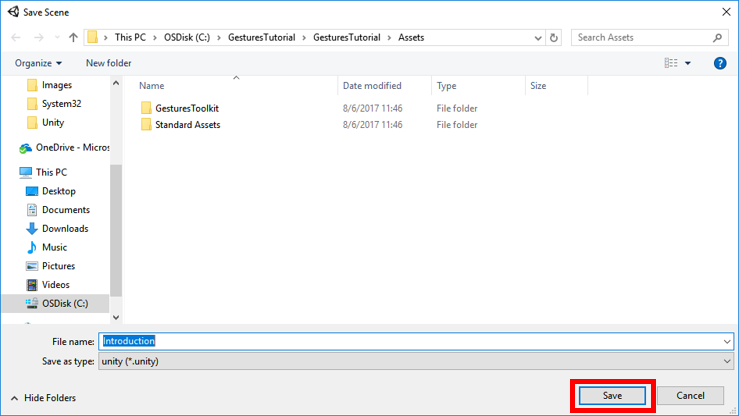 Save Scene
This PC > OSDisk (C:) > GesturesTutorial > GesturesTutorial > Assets
Search Assets
Organize
New folder
?
Name
Date modified
Type
Size
Images
System32
Unity
OneDrive - Micros
This PC
Desktop
Documents
Downloads
Music
Pictures
Videos
OSDisk (C:)
GesturesToolkit 8/6/2017 11:46 File folder
Standard Assets 8/6/2017 11:46 File folder
File name: Introduction
Save as type: unity (*.unity)
Hide Folders
Save
Cancel